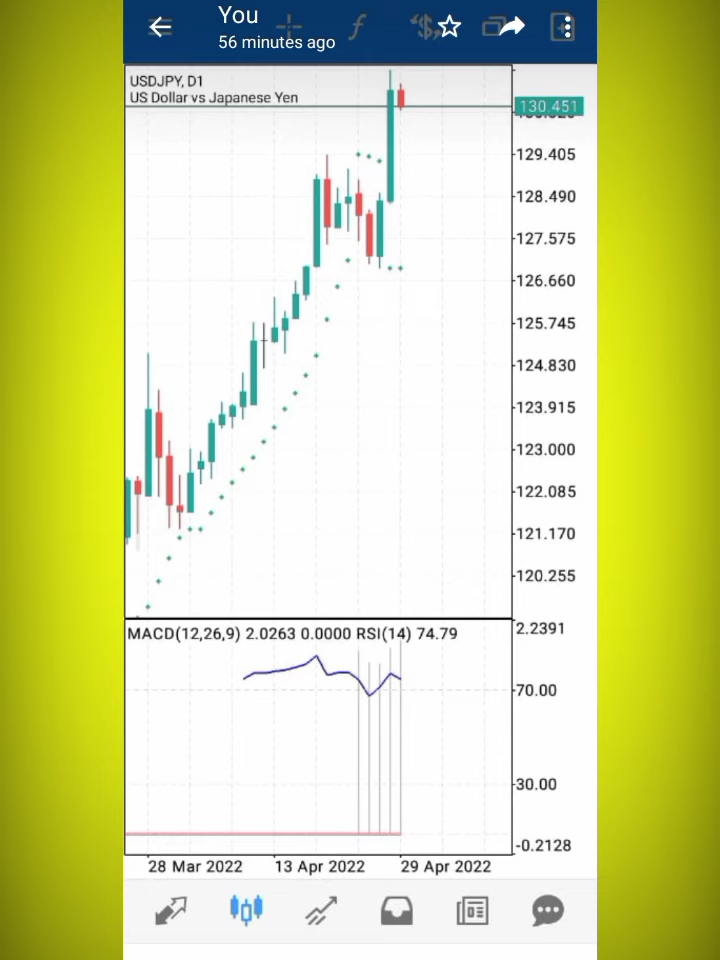 You
56 minutes ago
USDJPY, D1
US Dollar vs Japanese Yen
130.451
129.405
128.490
127.575
126.660
125.745
124.830
123.915
123.000
122.085
121.170
120.255
MACD(12,26,9) 2.0263 0.0000 RSI(14) 74.79
2.2391
70.00
30.00
-0.2128
28 Mar 2022 13 Apr 2022 29 Apr 2022